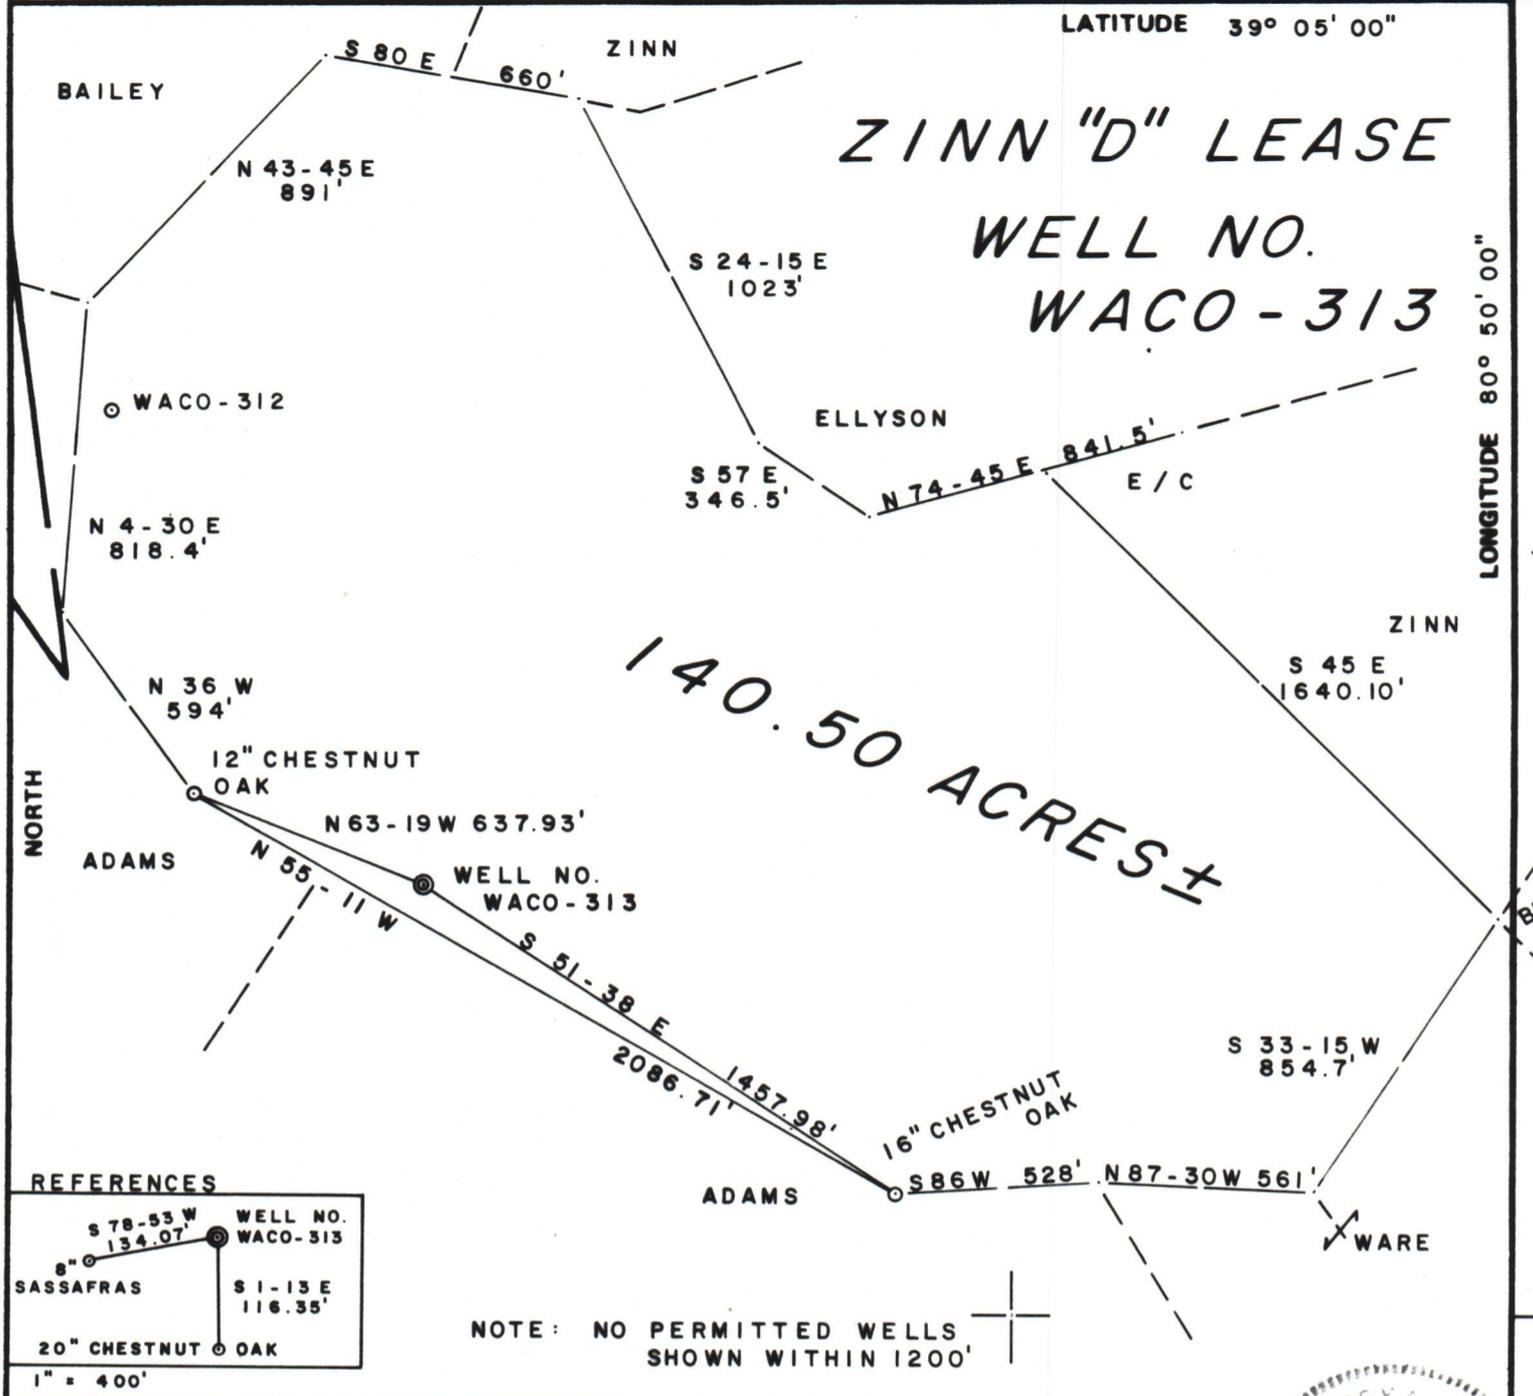 LATITUDE 39° 05' 00"
S 80 E 660'
ZINN
BAILEY
ZINN "D" LEASE
WELL NO.
WACO-313
N 43-45 E
891'
S 24-15 E
1023'
LONGITUDE 80° 50' 00"
WACO-312
ELLYSON
N 74-45 E 841.5'
E/C
S 57 E
346.5'
N 4-30 E
818.4'
ZINN
S 45 E
1640.10'
N 36 W
594'
140.50 ACRES±
12" CHESTNUT
OAK
NORTH
N63-19W 637.93'
ADAMS
N 55-11 W 2086.71'
WELL NO.
WACO-313
S 51-38 E 1457.98'
S 33-15 W
854.7'
16" CHESTNUT
OAK
ADAMS
S86W 528'
N87-30W 561'
WARE
REFERENCES
S 78-53 W
134.07'
WELL NO.
WACO-313
8"
SASSAFRAS
S 1-13 E
116.35'
20" CHESTNUT OAK
1" = 400'
NOTE: NO PERMITTED WELLS
SHOWN WITHIN 1200'